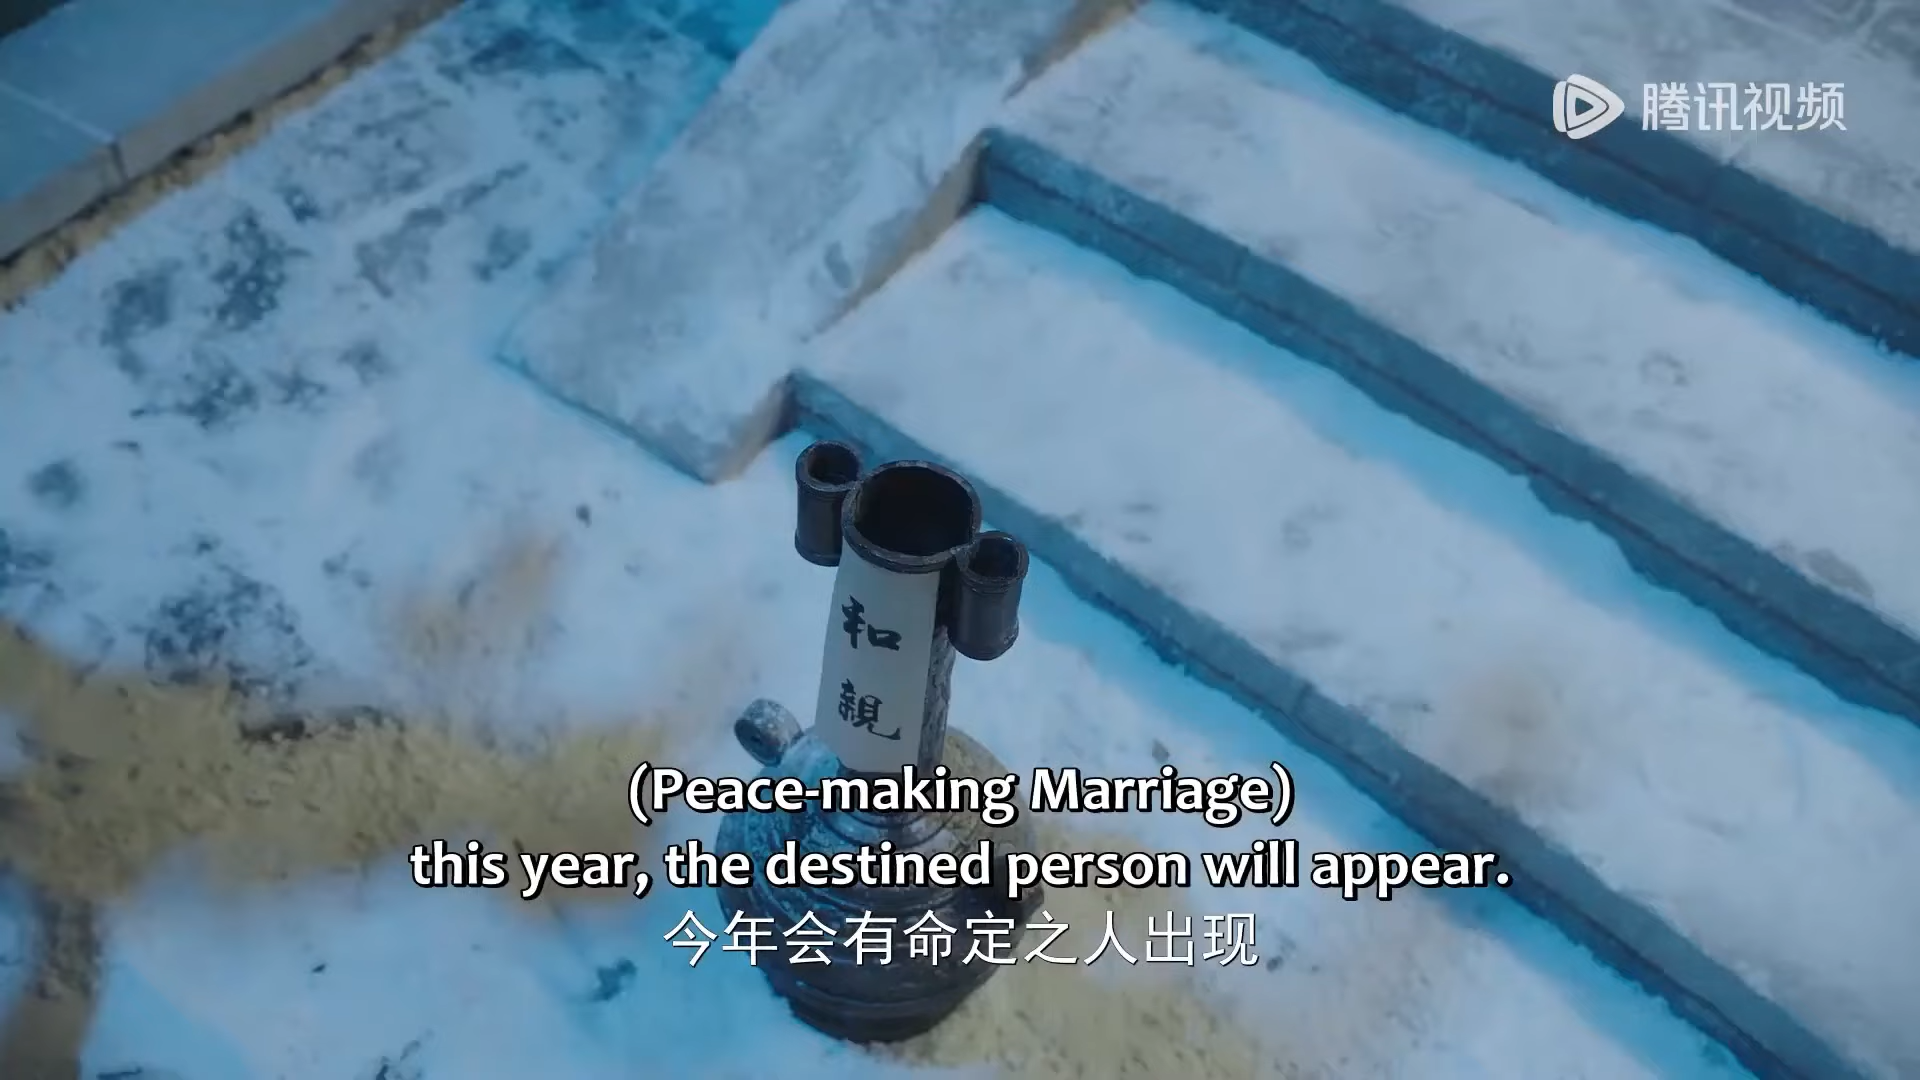 腾讯视频
和
親
(Peace-making Marriage)
this year, the destined person will appear.
今年会有命定之人出现